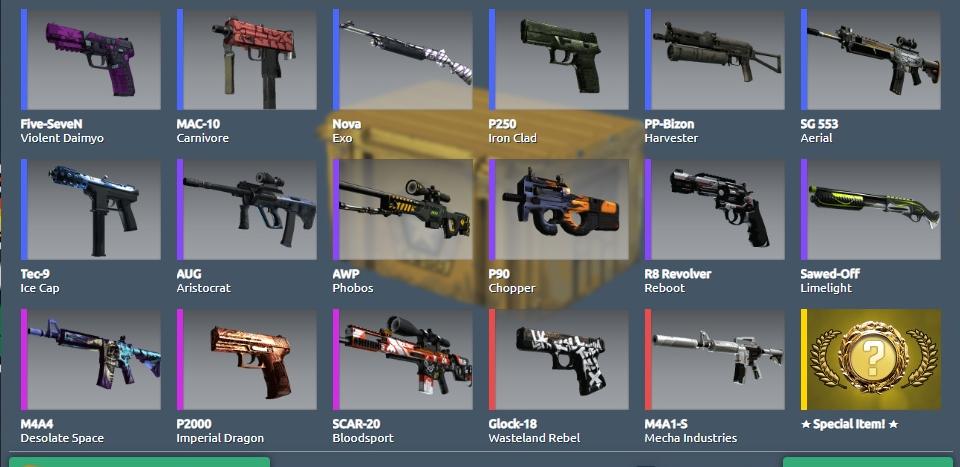 Five-SeveN
Violent Daimyo
MAC-10
Carnivore
Nova
Exo
P250
Iron Clad
PP-Bizon
Harvester
SG 553
Aerial
Tec-9
Ice Cap
AUG
Aristocrat
AWP
Phobos
P90
Chopper
R8 Revolver
Reboot
Sawed-Off
Limelight
?
M4A4
Desolate Space
P2000
Imperial Dragon
SCAR-20
Bloodsport
Glock-18
Wasteland Rebel
M4A1-S
Mecha Industries
★ Special Item! ★